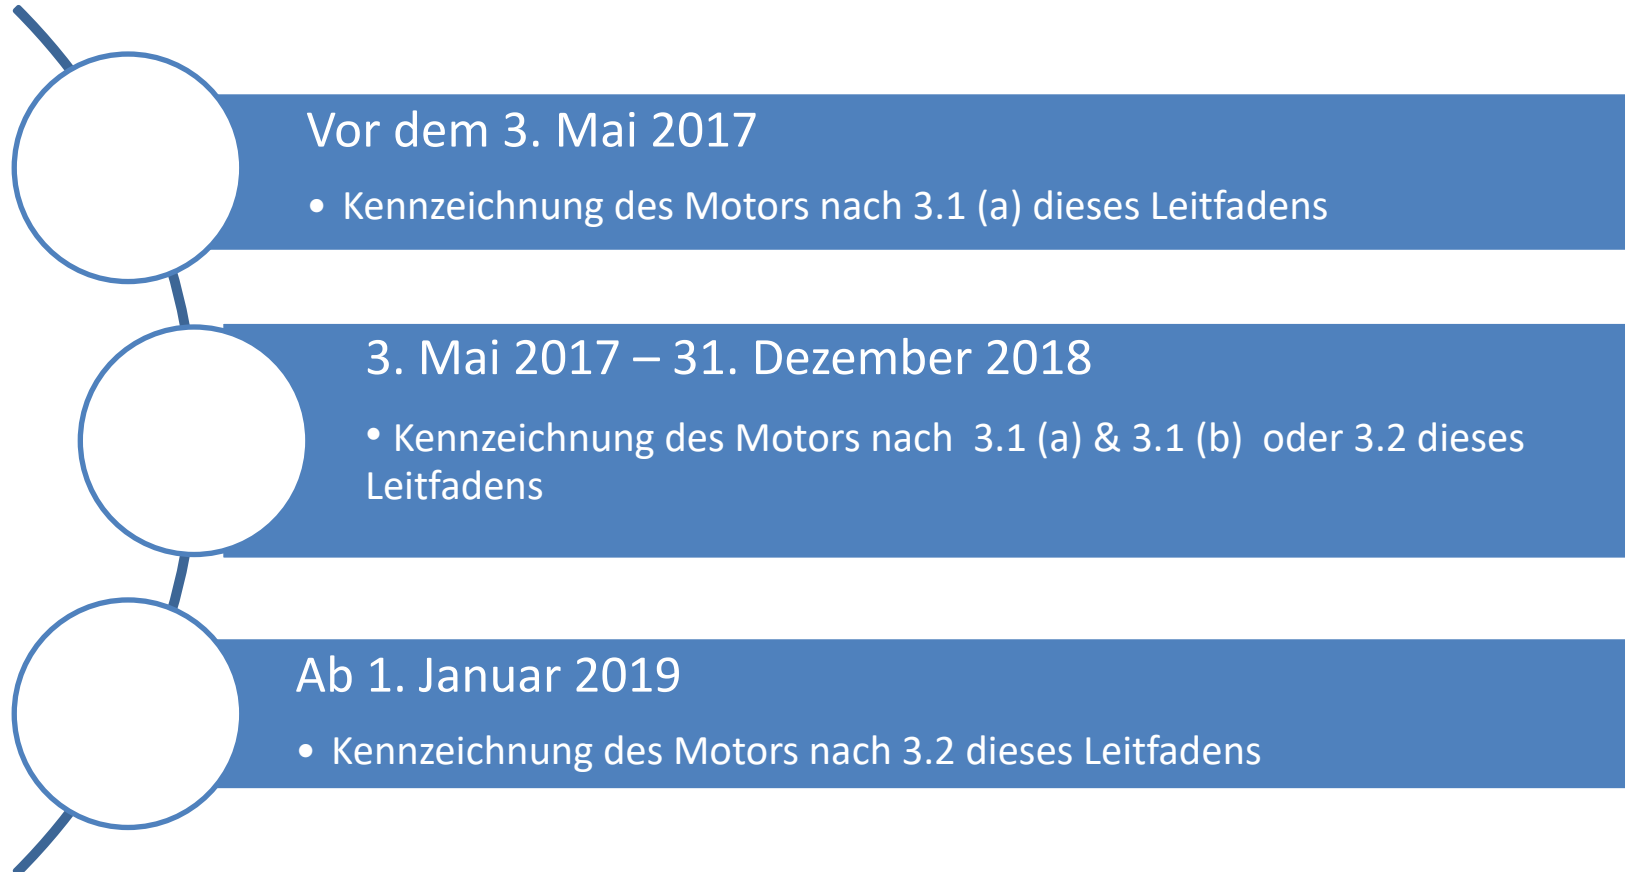 Vor dem 3. Mai 2017
• Kennzeichnung des Motors nach 3.1 (a) dieses Leitfadens
3. Mai 2017 – 31. Dezember 2018
• Kennzeichnung des Motors nach  3.1 (a) & 3.1 (b)  oder 3.2 dieses
Leitfadens
Ab 1. Januar 2019
• Kennzeichnung des Motors nach 3.2 dieses Leitfadens